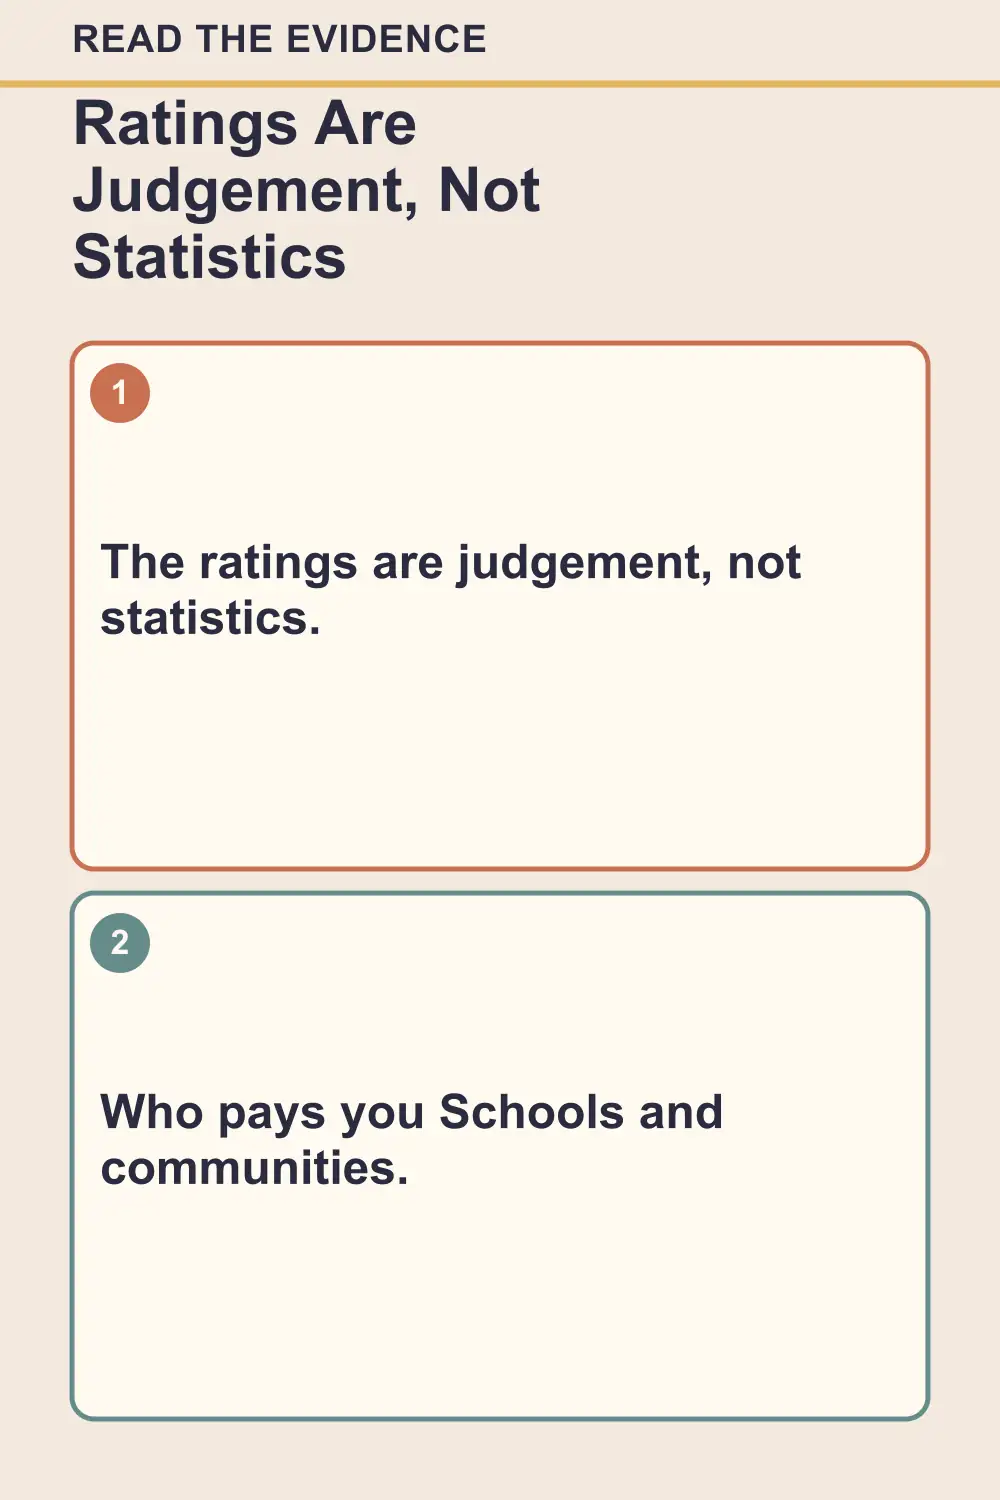 READ THE EVIDENCE
Ratings Are
Judgement, Not
Statistics
1
The ratings are judgement, not
statistics.
2
Who pays you Schools and
communities.